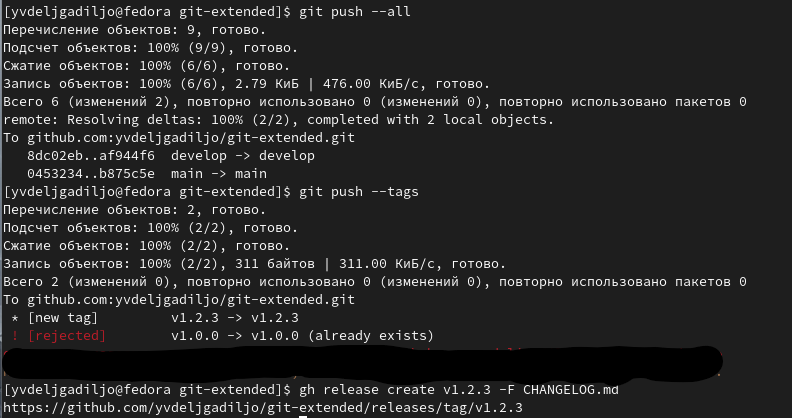 [yvdeljgadiljo@fedora git-extended]$ git push --all
Перечисление объектов: 9, готово.
Подсчет объектов: 100% (9/9), готово.
Сжатие объектов: 100% (6/6), готово.
Запись объектов: 100% (6/6), 2.79 КиБ | 476.00 КиБ/с, готово.
Всего 6 (изменений 2), повторно использовано 0 (изменений 0), повторно использовано пакетов 0
remote: Resolving deltas: 100% (2/2), completed with 2 local objects.
To github.com:yvdeljgadiljo/git-extended.git
   8dc02eb..af944f6  develop -> develop
   0453234..b875c5e  main -> main
[yvdeljgadiljo@fedora git-extended]$ git push --tags
Перечисление объектов: 2, готово.
Подсчет объектов: 100% (2/2), готово.
Сжатие объектов: 100% (2/2), готово.
Запись объектов: 100% (2/2), 311 байтов | 311.00 КиБ/с, готово.
Всего 2 (изменений 0), повторно использовано 0 (изменений 0), повторно использовано пакетов 0
To github.com:yvdeljgadiljo/git-extended.git
 * [new tag]         v1.2.3 -> v1.2.3
 ! [rejected]        v1.0.0 -> v1.0.0 (already exists)
[yvdeljgadiljo@fedora git-extended]$ gh release create v1.2.3 -F CHANGELOG.md
https://github.com/yvdeljgadiljo/git-extended/releases/tag/v1.2.3